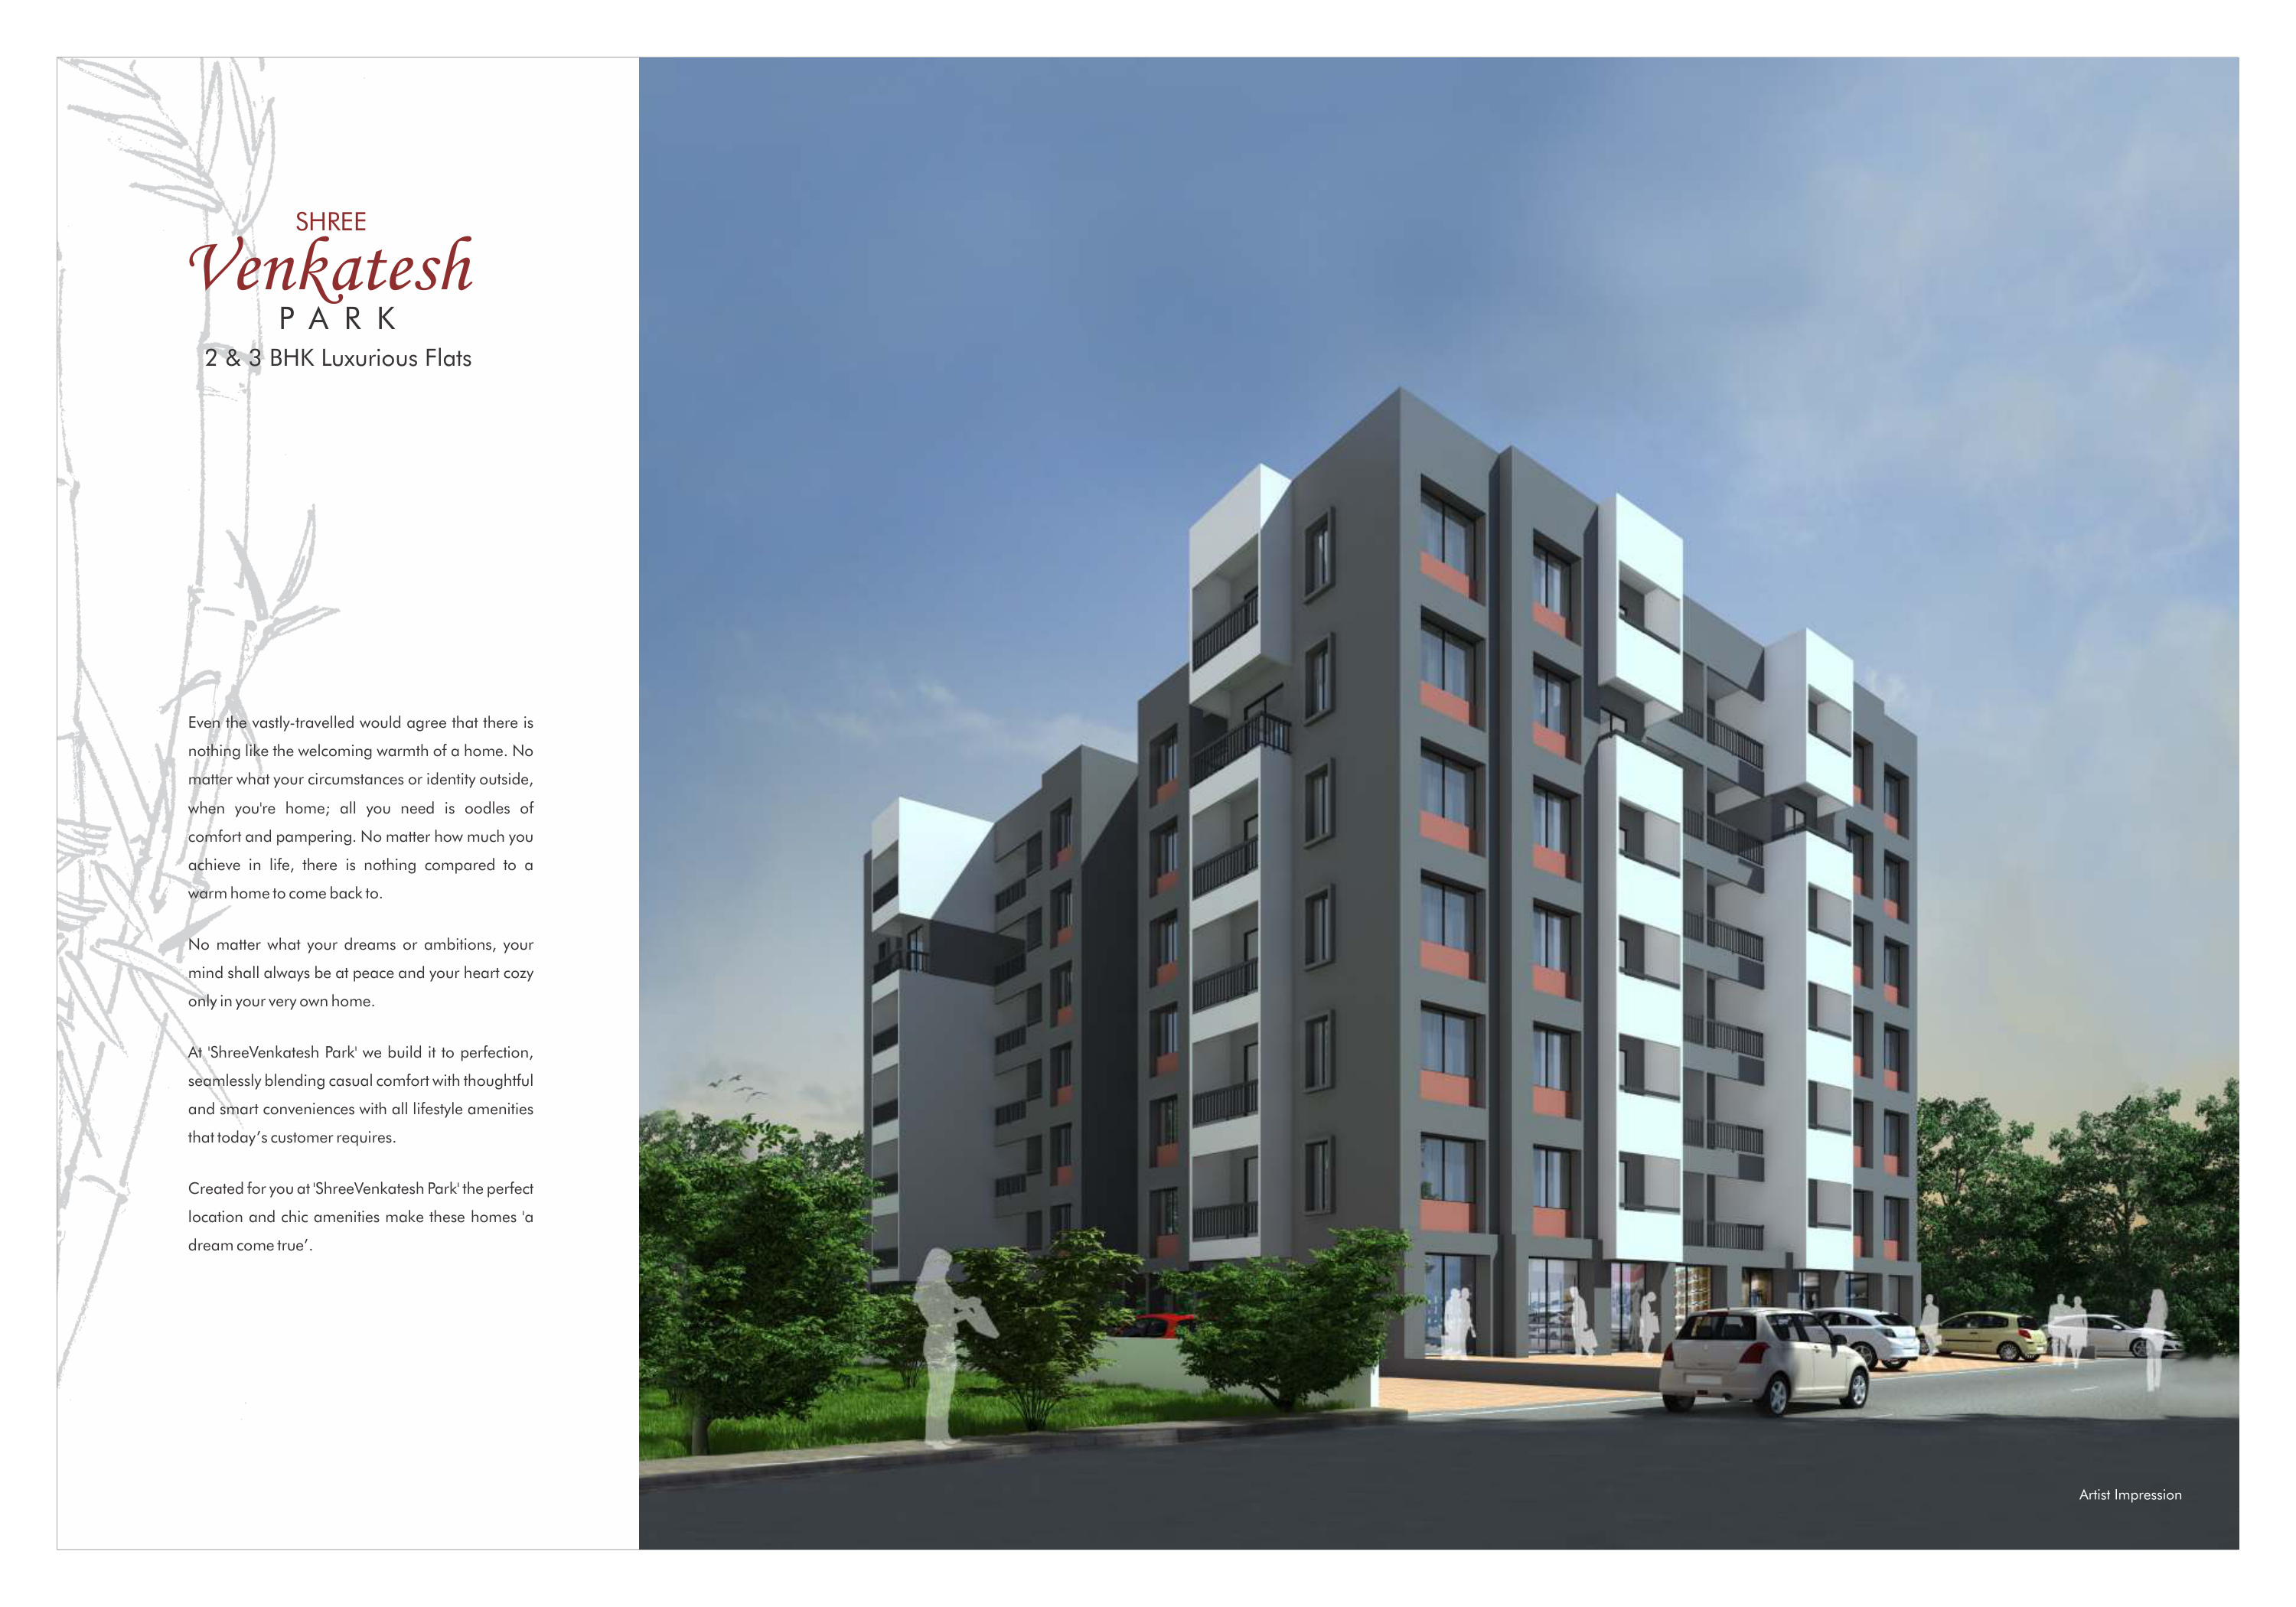 SHREE
Venkatesh
PARK
2 & 3 BHK Luxurious Flats
Even the vastly-travelled would agree that there is
nothing like the welcoming warmth of a home. No
matter what your circumstances or identity outside,
when you're home; all you need is oodles of
comfort and pampering. No matter how much you
achieve in life, there is nothing compared to a
warm home to come back to.
No matter what your dreams or ambitions, your
mind shall always be at peace and your heart cozy
only in your very own home.
At 'ShreeVenkatesh Park' we build it to perfection,
seamlessly blending casual comfort with thoughtful
and smart conveniences with all lifestyle amenities
that today’s customer requires.
Created for you at 'ShreeVenkatesh Park' the perfect
location and chic amenities make these homes 'a
dream come true’.
Artist Impression